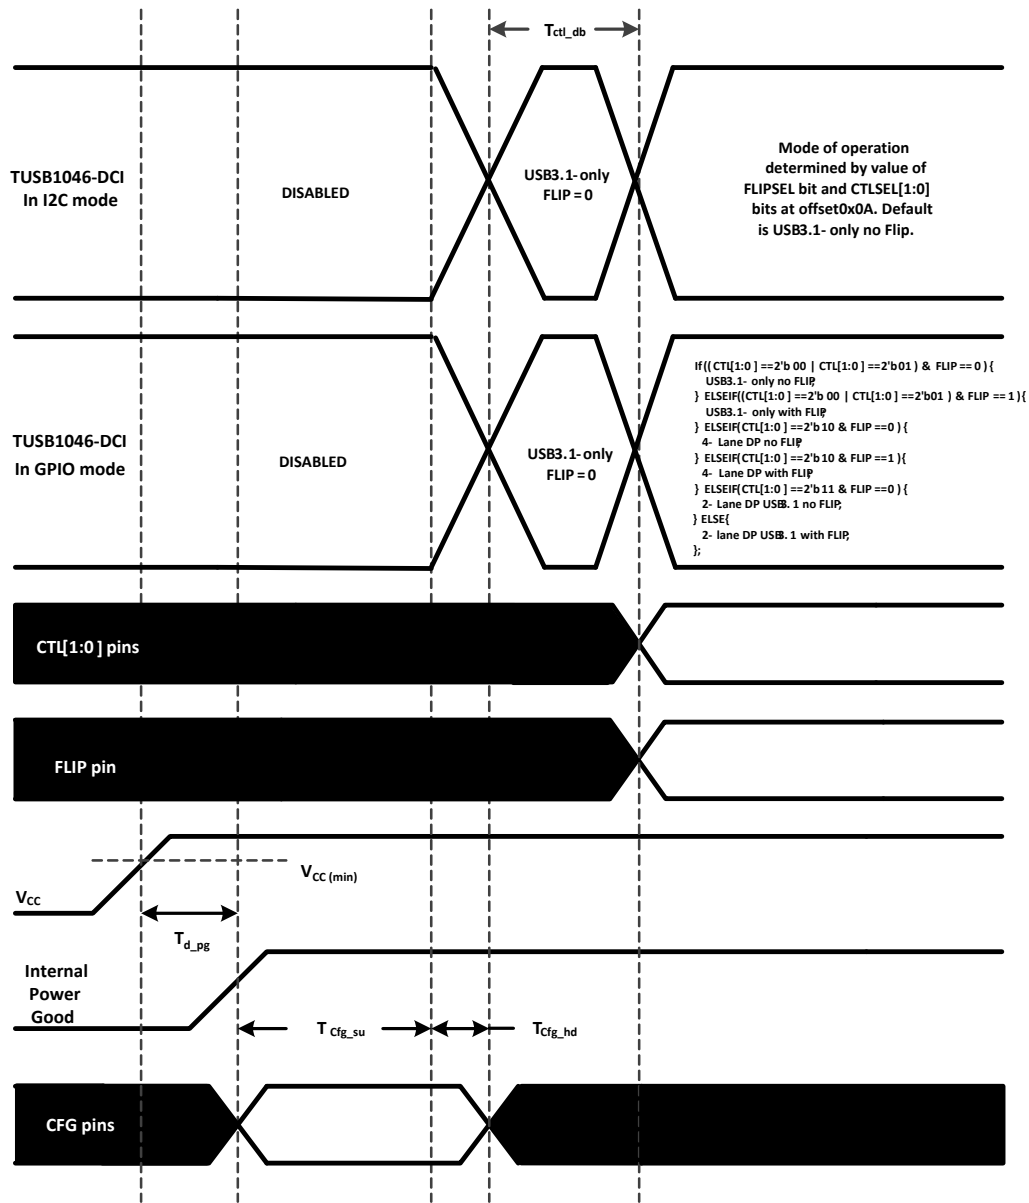 Tctl_db
TUSB1046-DCI
In I2C mode
DISABLED
USB3.1- only
FLIP = 0
Mode of operation
determined by value of
FLIPSEL bit and CTLSEL[1:0]
bits at offset0x0A. Default
is USB3.1- only no Flip.
TUSB1046-DCI
In GPIO mode
DISABLED
USB3.1- only
FLIP = 0
If(( CTL[1:0 ] ==2'b 00 | CTL[1:0 ] ==2'b01 ) & FLIP == 0 ) {
USB3.1- only no FLIP;
} ELSEIF((CTL[1:0 ] ==2'b 00 | CTL[1:0 ] ==2'b01 ) & FLIP == 1 ) {
USB3.1- only with FLIP;
} ELSEIF(CTL[1:0 ] ==2'b 10 & FLIP ==0 ) {
4- Lane DP no FLIP;
} ELSEIF(CTL[1:0 ] ==2'b 10 & FLIP ==1 ) {
4- Lane DP with FLIP;
} ELSEIF(CTL[1:0 ] ==2'b 11 & FLIP ==0 ) {
2- Lane DP USB3. 1 no FLIP;
} ELSE{
2- lane DP USB3. 1 with FLIP;
};
CTL[1:0 ] pins
FLIP pin
VCC (min)
VCC
Td_pg
Internal
Power
Good
T Cfg_su
TCfg_hd
CFG pins